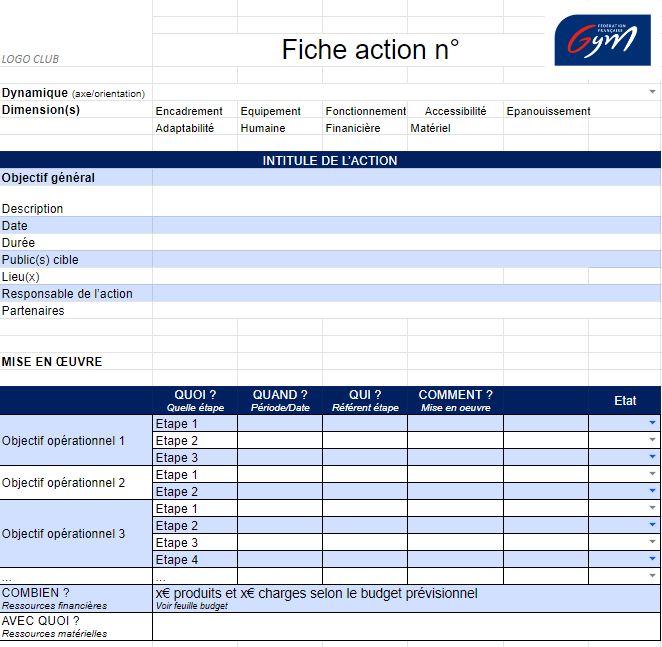 FÉDÉRATION
FRANÇAISE
Gym
Fiche action n°
LOGO CLUB
Dynamique (axe/orientation)
Dimension(s) Encadrement Equipement Fonctionnement Accessibilité Epanouissement
Adaptabilité Humaine Financière Matériel
INTITULE DE L'ACTION
Objectif général
Description
Date
Durée
Public(s) cible
Lieu(x)
Responsable de l'action
Partenaires
MISE EN ŒUVRE
QUOI ? QUAND ? QUI ? COMMENT ? Etat
Quelle étape Période/Date Référent étape Mise en oeuvre
Objectif opérationnel 1
Etape 1
Etape 2
Etape 3
Objectif opérationnel 2
Etape 1
Etape 2
Objectif opérationnel 3
Etape 1
Etape 2
Etape 3
Etape 4
... ...
COMBIEN ? x€ produits et x€ charges selon le budget prévisionnel
Ressources financières Voir feuille budget
AVEC QUOI ?
Ressources matérielles